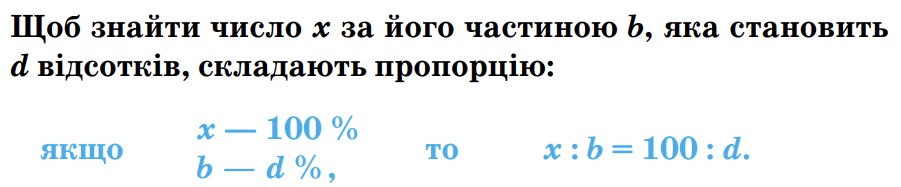 Щоб знайти число x за його частиною b, яка становить
d відсотків, складають пропорцію:
якщо x — 100 % b — d %, то x : b = 100 : d.